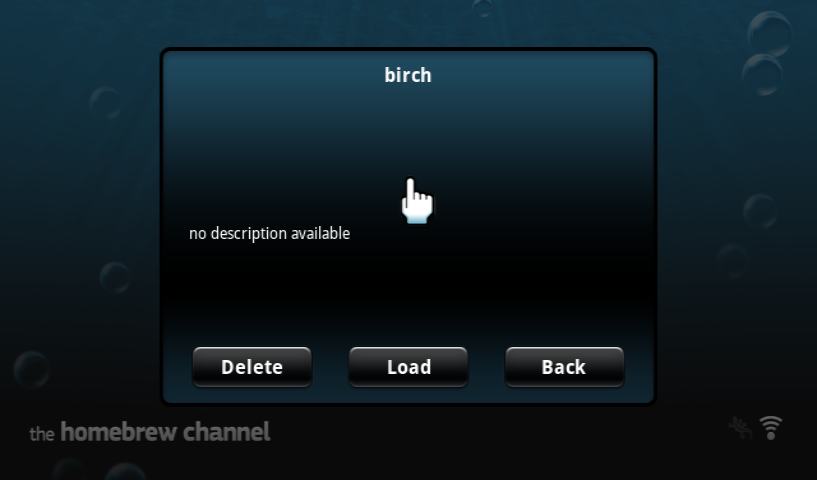 birch
no description available
Delete Load Back
the homebrew channel